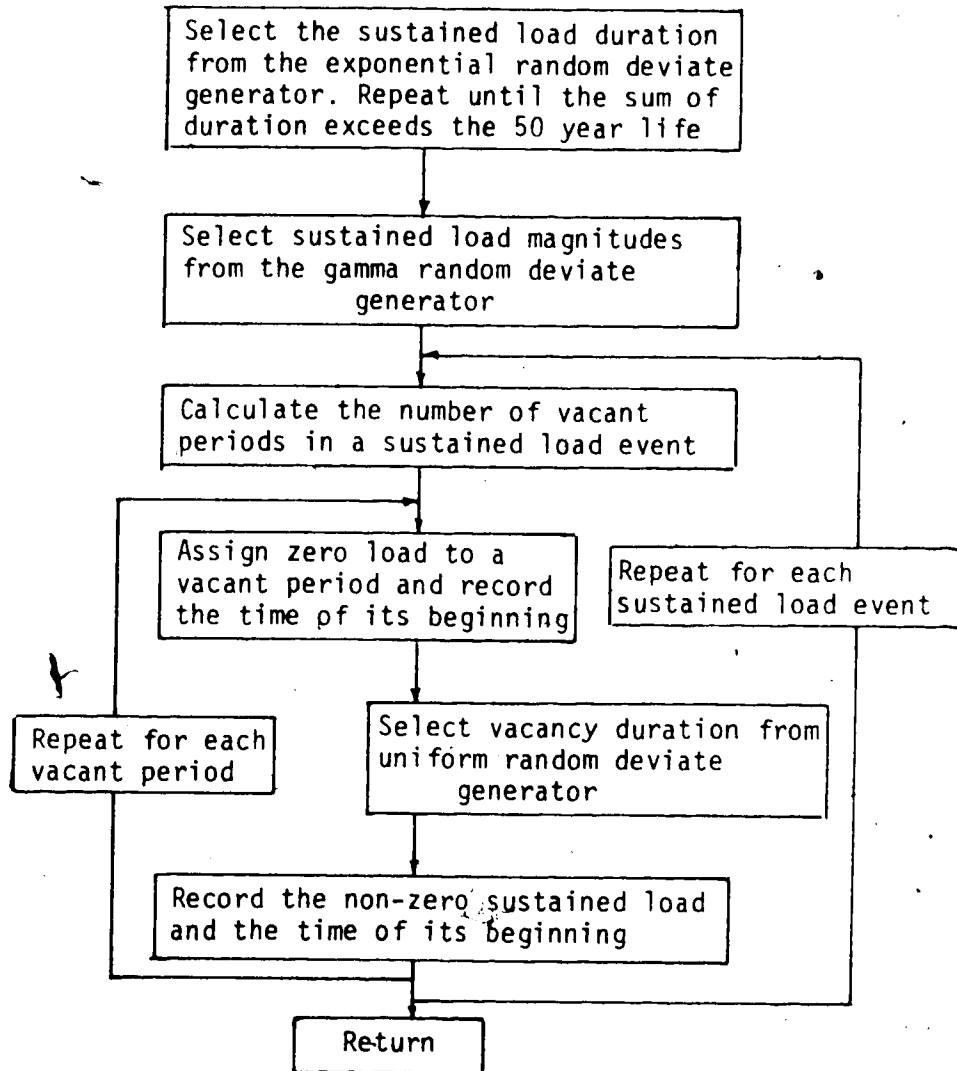 Select the sustained load duration
from the exponential random deviate
generator. Repeat until the sum of
duration exceeds the 50 year life
Select sustained load magnitudes
from the gamma random deviate
generator
Calculate the number of vacant
periods in a sustained load event
Assign zero load to a
vacant period and record
the time of its beginning
Repeat for each
sustained load event
Select vacancy duration from
uniform random deviate
generator
Repeat for each
vacant period
Record the non-zero sustained load
and the time of its beginning
Return